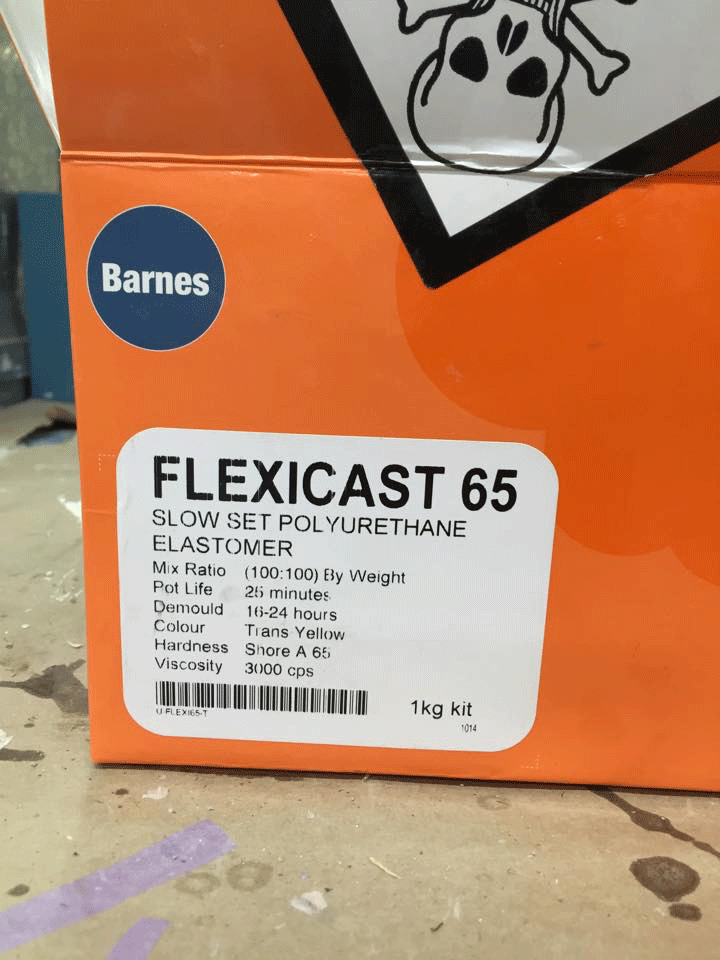 Barnes
FLEXICAST 65
SLOW SET POLYURETHANE
ELASTOMER
Mix Ratio (100:100) By Weight
Pot Life 25 minutes
Demould 16-24 hours
Colour Trans Yellow
Hardness Shore A 65
Viscosity 3000 cps
U-FLEXI65-T
1kg kit
1014